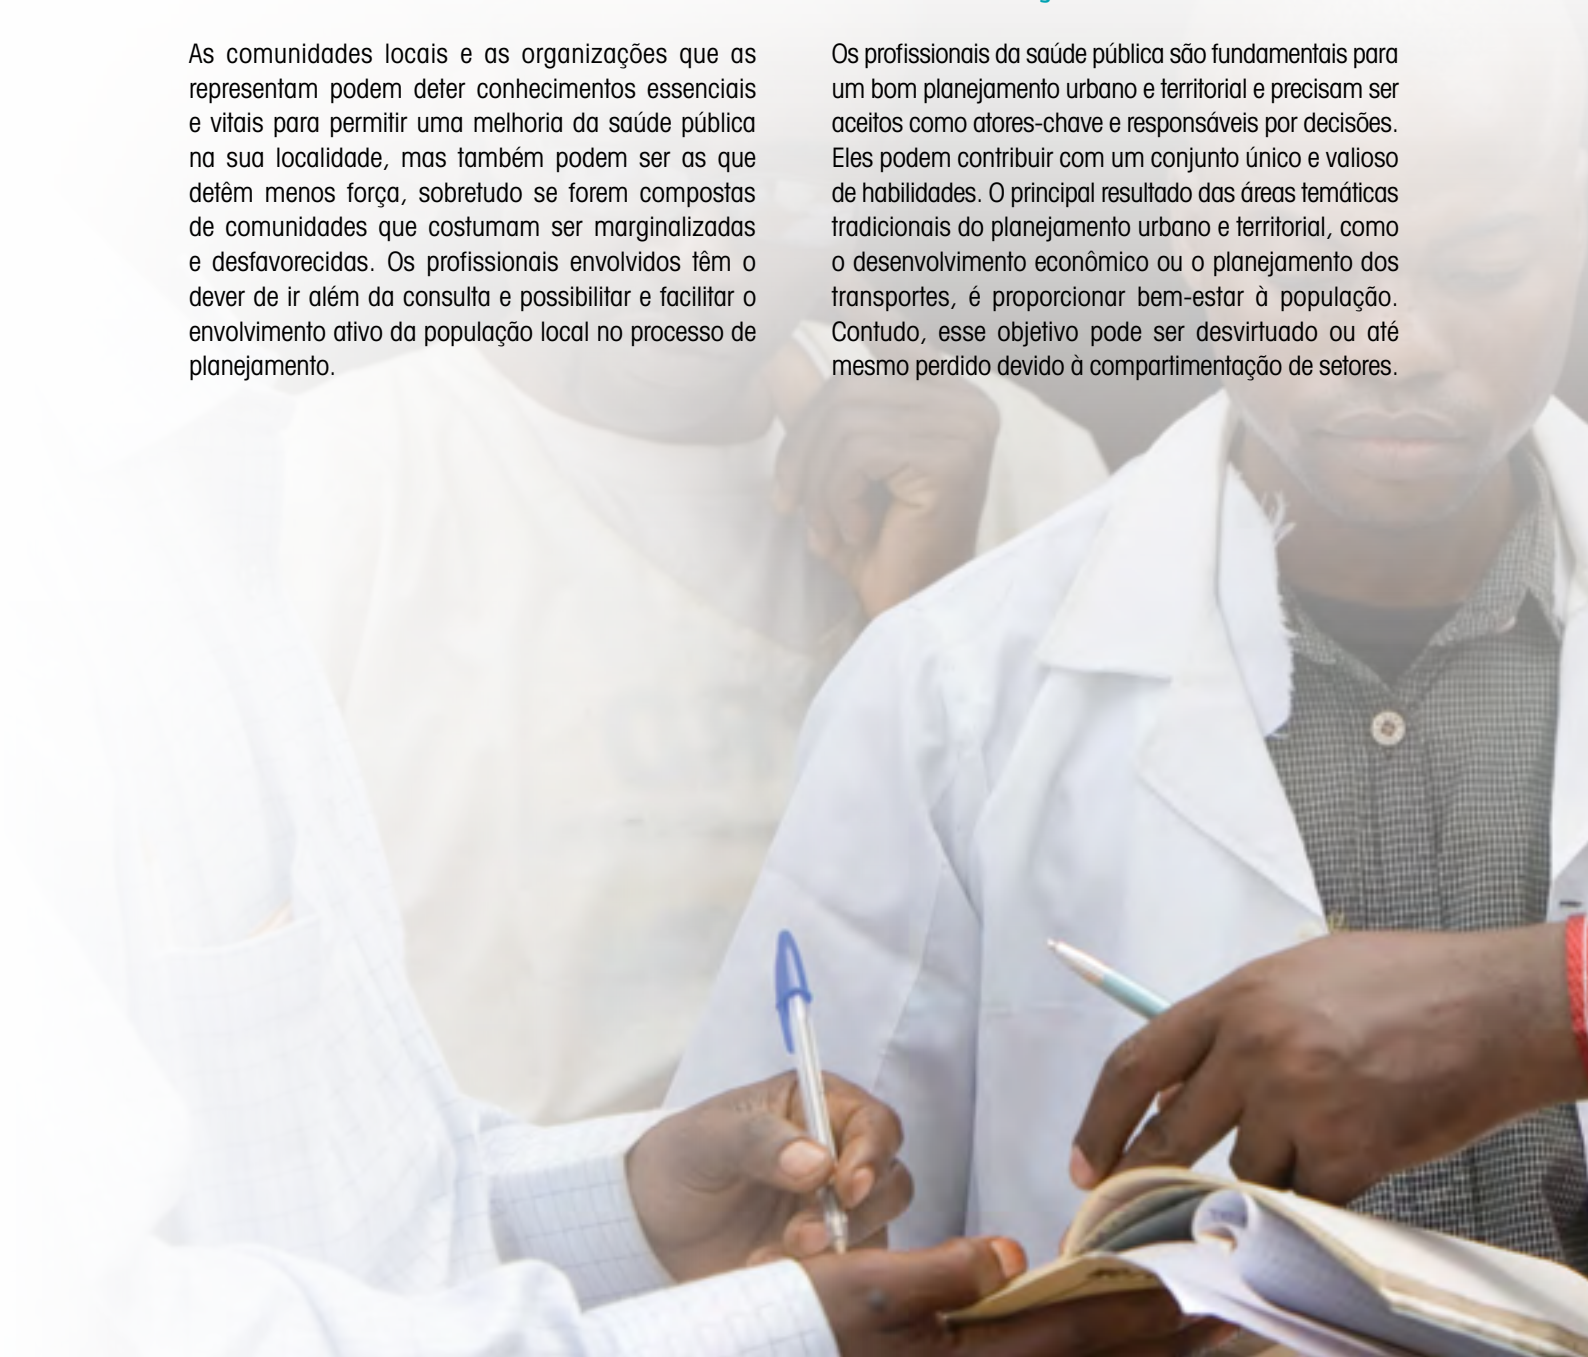 As comunidades locais e as organizações que as
representam podem deter conhecimentos essenciais
e vitais para permitir uma melhoria da saúde pública
na sua localidade, mas também podem ser as que
detêm menos força, sobretudo se forem compostas
de comunidades que costumam ser marginalizadas
e desfavorecidas. Os profissionais envolvidos têm o
dever de ir além da consulta e possibilitar e facilitar o
envolvimento ativo da população local no processo de
planejamento.
Os profissionais da saúde pública são fundamentais para
um bom planejamento urbano e territorial e precisam ser
aceitos como atores-chave e responsáveis por decisões.
Eles podem contribuir com um conjunto único e valioso
de habilidades. O principal resultado das áreas temáticas
tradicionais do planejamento urbano e territorial, como
o desenvolvimento econômico ou o planejamento dos
transportes, é proporcionar bem-estar à população.
Contudo, esse objetivo pode ser desvirtuado ou até
mesmo perdido devido à compartimentação de setores.